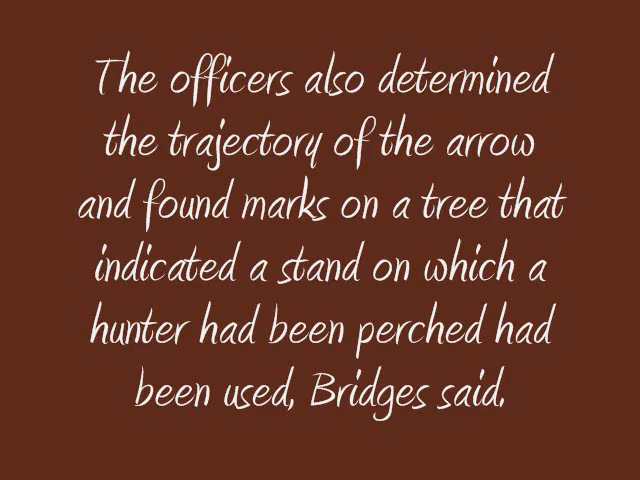 The officers also determined
the trajectory of the arrow
and found marks on a tree that
indicated a stand on which a
hunter had been perched had
been used, Bridges said.